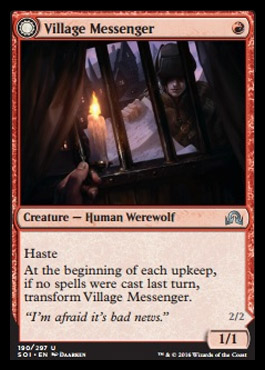 Village Messenger
Creature — Human Werewolf
Haste
At the beginning of each upkeep,
if no spells were cast last turn,
transform Village Messenger.
"I'm afraid it's bad news."
2/2
1/1
190/297 U
SOI • EN DAARKEN
™ & © 2016 Wizards of the Coast